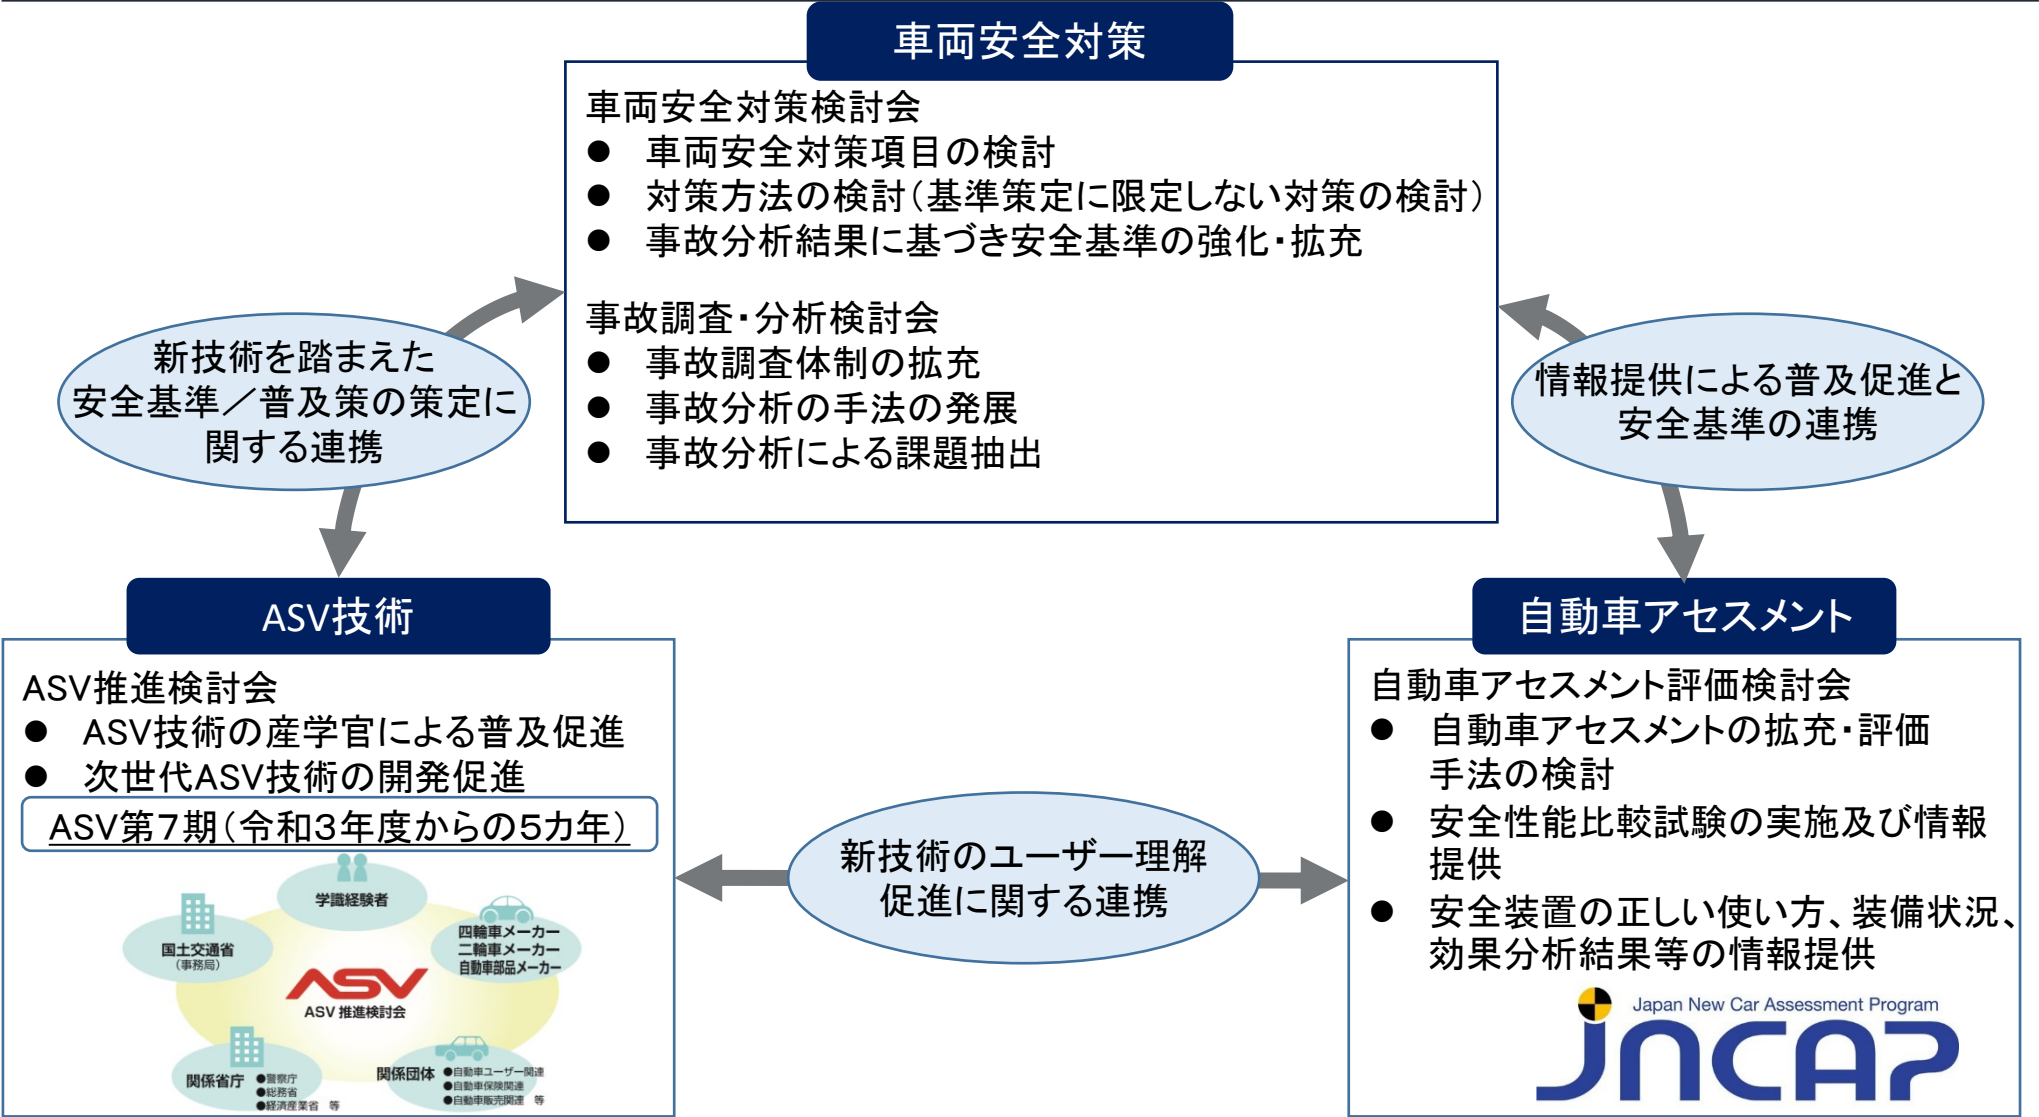 車両安全対策
車両安全対策検討会
● 車両安全対策項目の検討
● 対策方法の検討(基準策定に限定しない対策の検討)
● 事故分析結果に基づき安全基準の強化・拡充
事故調査・分析検討会
● 事故調査体制の拡充
● 事故分析の手法の発展
● 事故分析による課題抽出
新技術を踏まえた
安全基準/普及策の策定に
関する連携
情報提供による普及促進と
安全基準の連携
ASV技術
ASV推進検討会
● ASV技術の産学官による普及促進
● 次世代ASV技術の開発促進
ASV第7期(令和3年度からの5カ年)
学識経験者
国土交通省
(事務局)
四輪車メーカー
二輪車メーカー
自動車部品メーカー
ASV
ASV 推進検討会
関係省庁
●警察庁
●総務省
●経済産業省 等
関係団体
●自動車ユーザー関連
●自動車保険関連
●自動車販売関連 等
新技術のユーザー理解
促進に関する連携
自動車アセスメント
自動車アセスメント評価検討会
● 自動車アセスメントの拡充・評価
手法の検討
● 安全性能比較試験の実施及び情報
提供
● 安全装置の正しい使い方、装備状況、
効果分析結果等の情報提供
Japan New Car Assessment Program
JNCAP